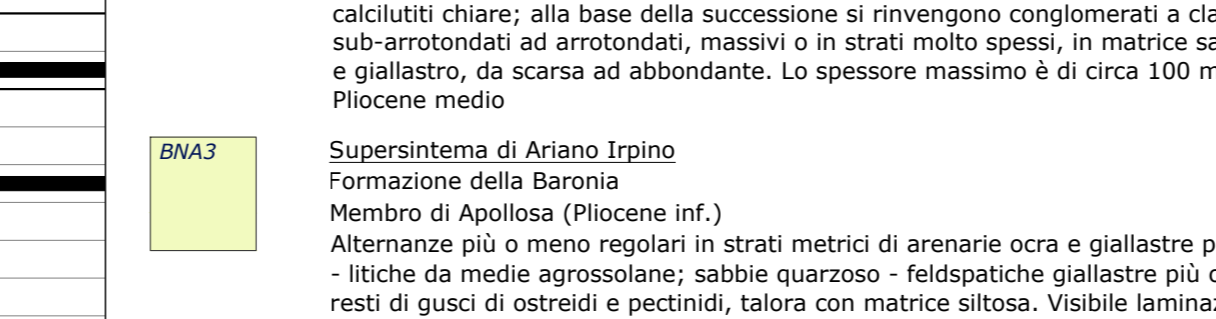 calcilutiti chiare; alla base della successione si rinvengono conglomerati a
sub-arrotondati ad arrotondati, massivi o in strati molto spessi, in matrice
e giallastro, da scarsa ad abbondante. Lo spessore massimo è di circa 100 m
Pliocene medio
BNA3
Supersintema di Ariano Irpino
Formazione della Baronia
Membro di Apollosa (Pliocene inf.)
Alternanze più o meno regolari in strati metrici di arenarie ocra e giallastre
- litiche da medie agrossolane; sabbie quarzoso - feldspatiche giallastre più
resti di gusci di ostreidi e pectinidi, talora con matrice siltosa. Visibile